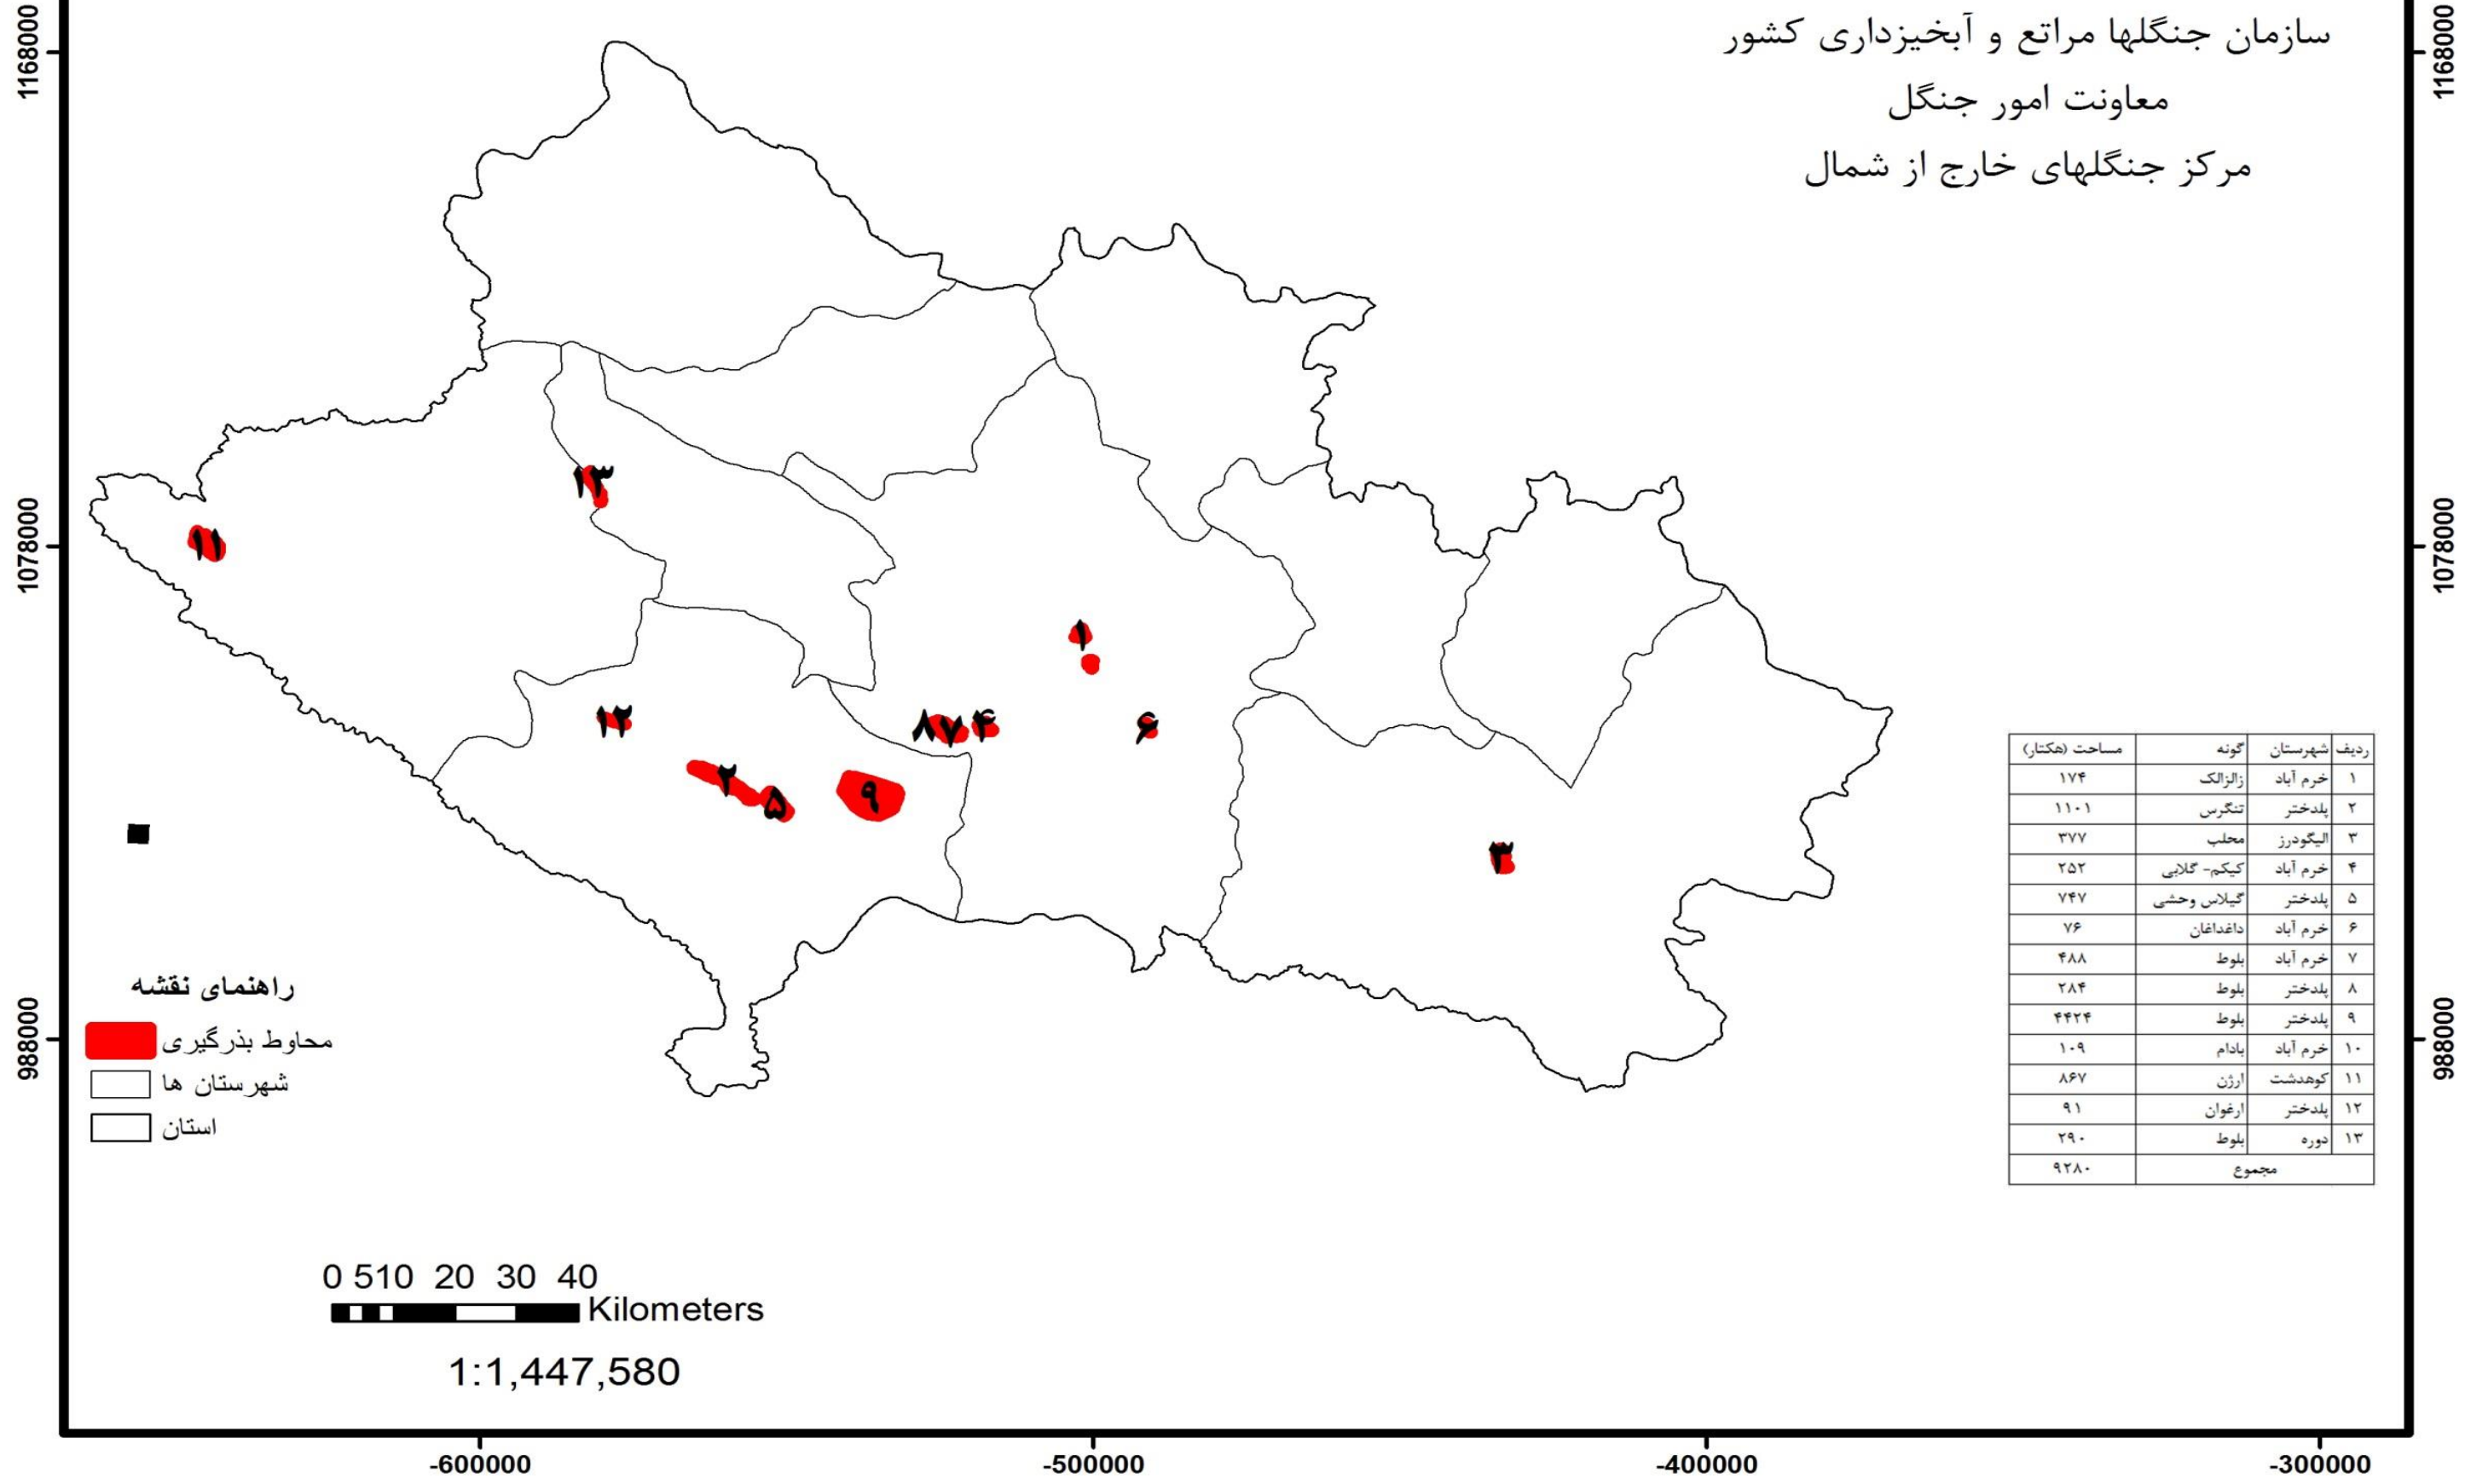 سازمان جنگلها مراتع و آبخیزداری کشور
معاونت امور جنگل
مرکز جنگلهای خارج از شمال
1168000
1168000
1078000
1078000
988000
988000
۱۳
۱۱
۱
۱۲
۸ ۷ ۴
۶
۲
۵
۹
۳
ردیف شهرستان گونه مساحت (هکتار)
۱ خرم آباد زالزالک ۱۷۴
۲ پلدختر تنگرس ۱۱۰۱
۳ الیگودرز محلب ۳۷۷
۴ خرم آباد کیکم- گلابی ۲۵۲
۵ پلدختر گیلاس وحشی ۷۴۷
۶ خرم آباد داغداغان ۷۶
۷ خرم آباد بلوط ۴۸۸
۸ پلدختر بلوط ۲۸۴
۹ پلدختر بلوط ۴۴۲۴
۱۰ خرم آباد بادام ۱۰۹
۱۱ کوهدشت ارژن ۸۶۷
۱۲ پلدختر ارغوان ۹۱
۱۳ دوره بلوط ۲۹۰
مجموع ۹۲۸۰
راهنمای نقشه
محاوط بذرگیری
شهرستان ها
استان
0 510 20 30 40
Kilometers
1:1,447,580
-600000 -500000 -400000 -300000